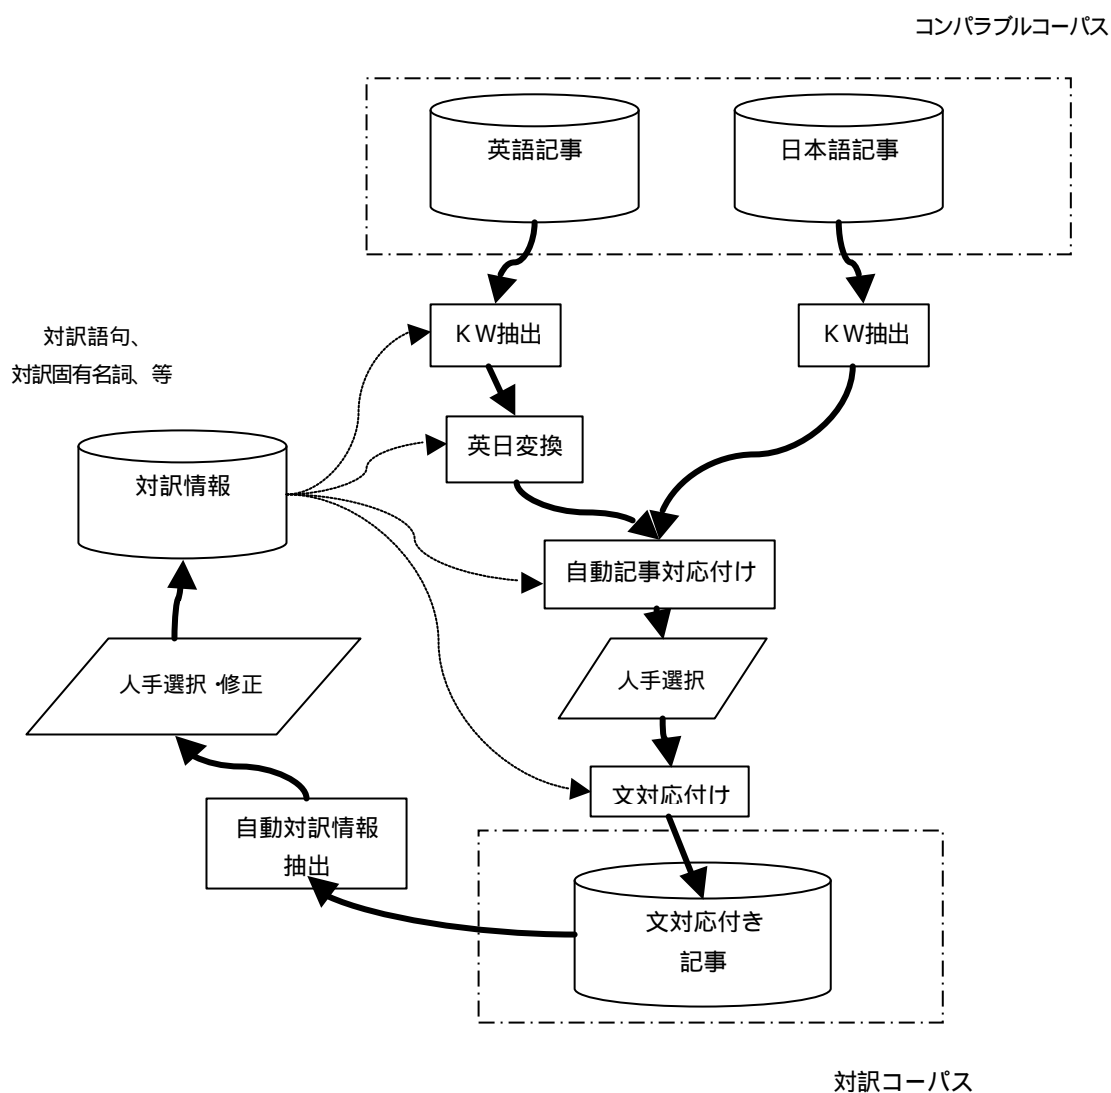 コンパラブルコーパス
英語記事
日本語記事
ＫＷ抽出
ＫＷ抽出
対訳語句、
対訳固有名詞、等
英日変換
対訳情報
自動記事対応付け
人手選択・修正
人手選択
文対応付け
自動対訳情報
抽出
文対応付き
記事
対訳コーパス